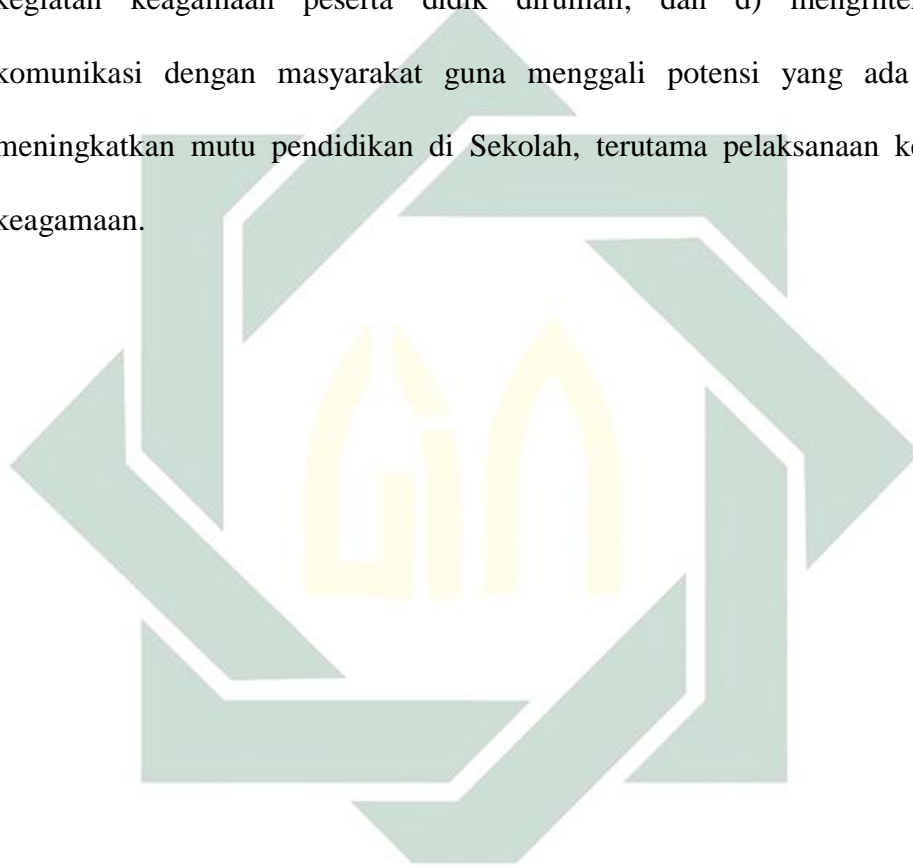 kegiatan keagamaan peserta didik dirumah, dan d)
komunikasi dengan masyarakat guna menggali potensi yang ada
meningkatkan mutu pendidikan di Sekolah, terutama pelaksanaan
keagamaan.